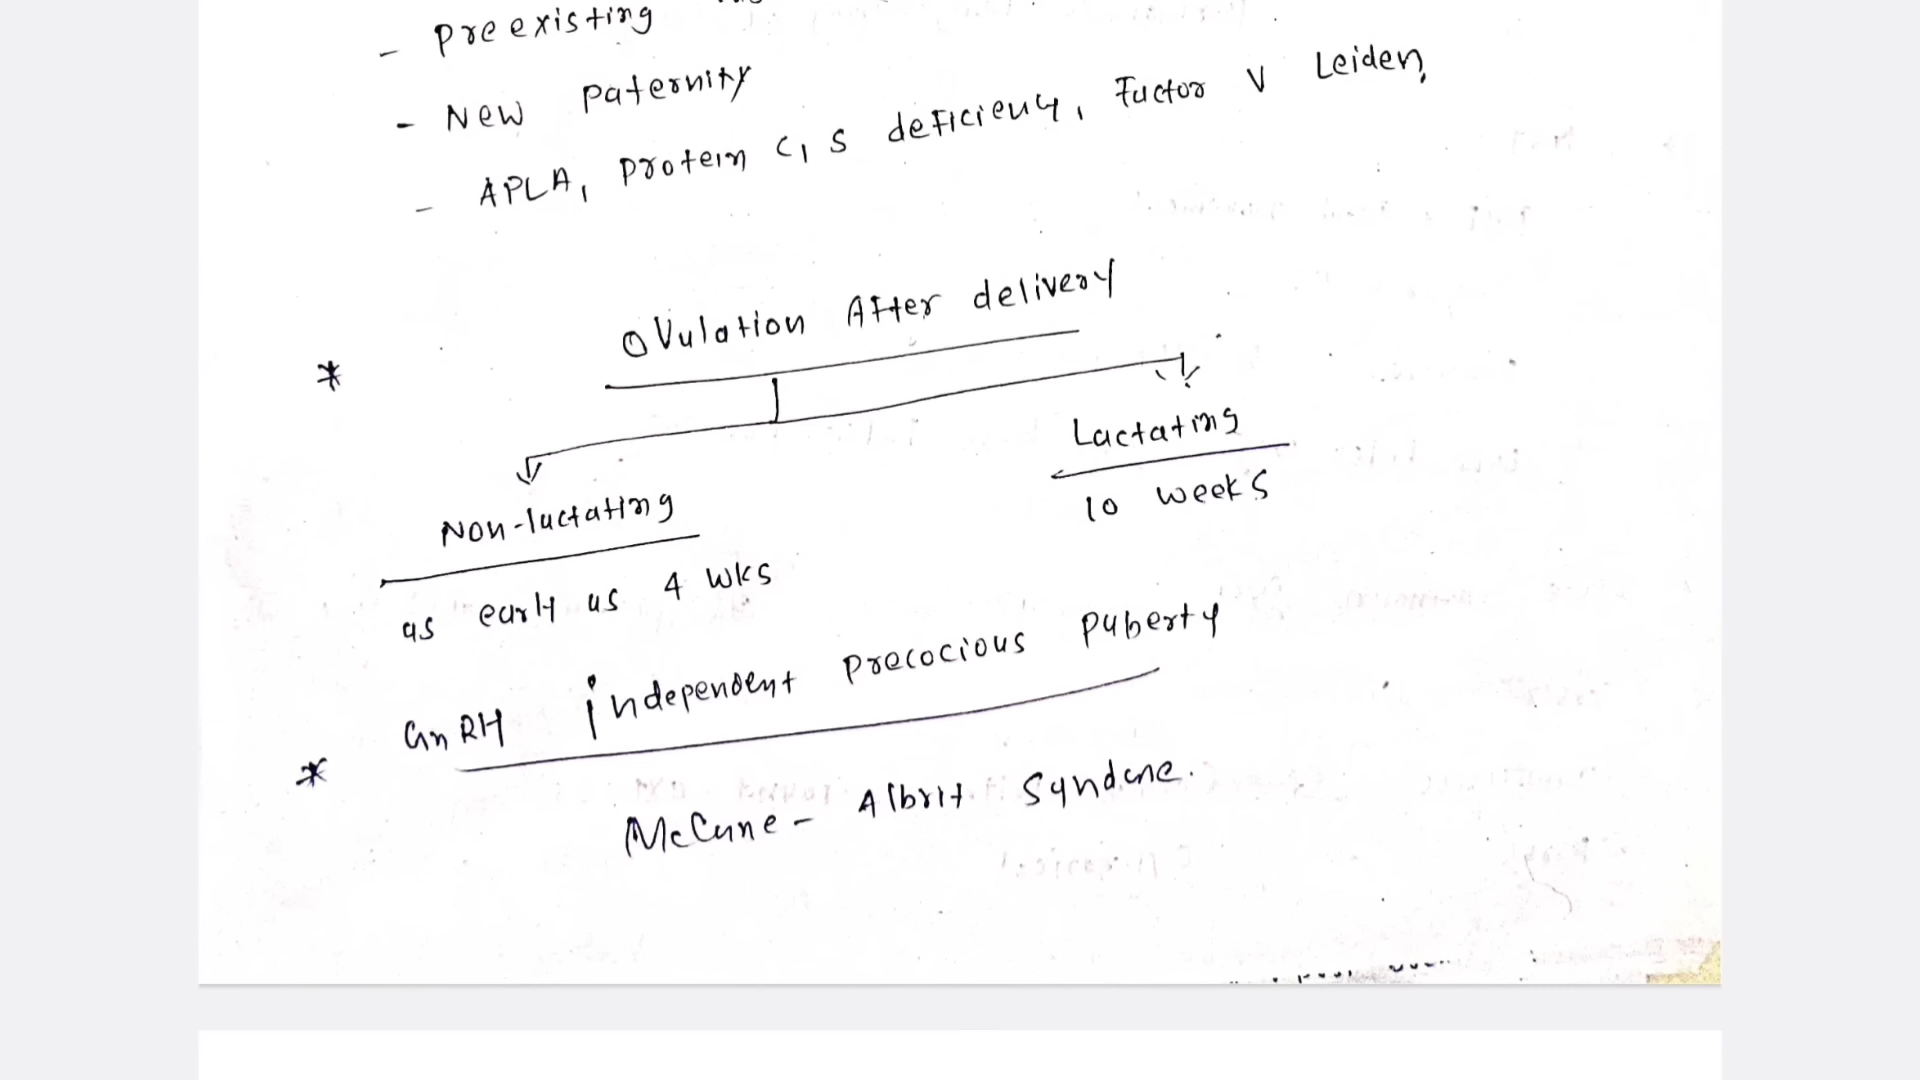 - Preexisting
- New Paternity
- APLA, Protein C, S deficiency, Factor V Leiden,
* Ovulation After delivery
Lactating
10 weeks
Non-lactating
as early as 4 wks
* GnRH independent Precocious Puberty
McCune - Albrit Syndrome.